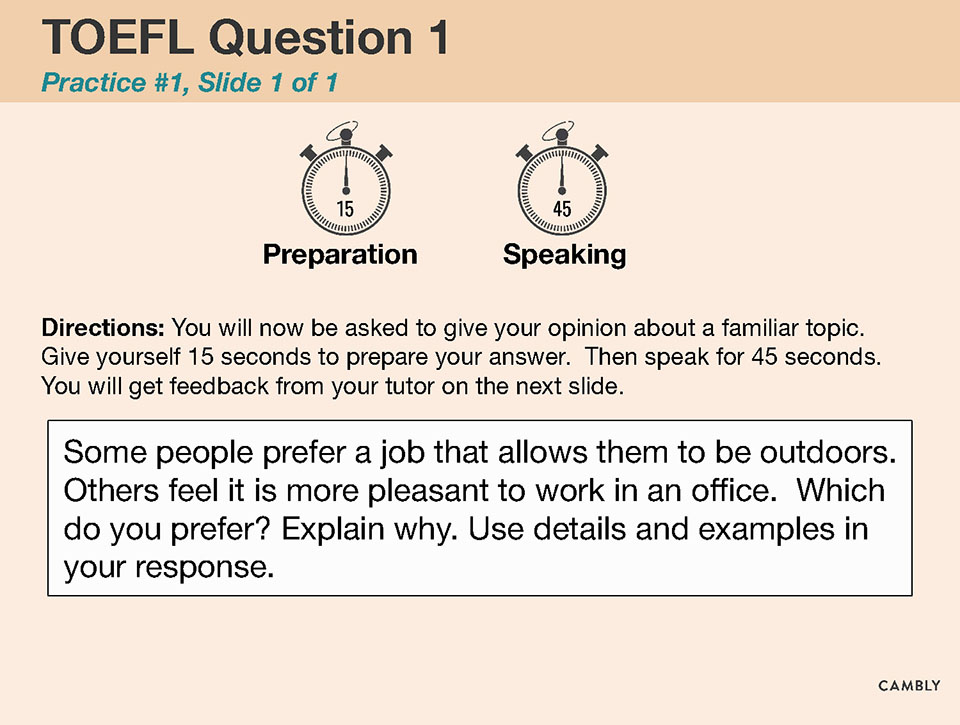 TOEFL Question 1
Practice #1, Slide 1 of 1
15
45
Preparation
Speaking
Directions: You will now be asked to give your opinion about a familiar topic.
Give yourself 15 seconds to prepare your answer.  Then speak for 45 seconds.
You will get feedback from your tutor on the next slide.
Some people prefer a job that allows them to be outdoors.
Others feel it is more pleasant to work in an office.  Which
do you prefer? Explain why. Use details and examples in
your response.
CAMBLY